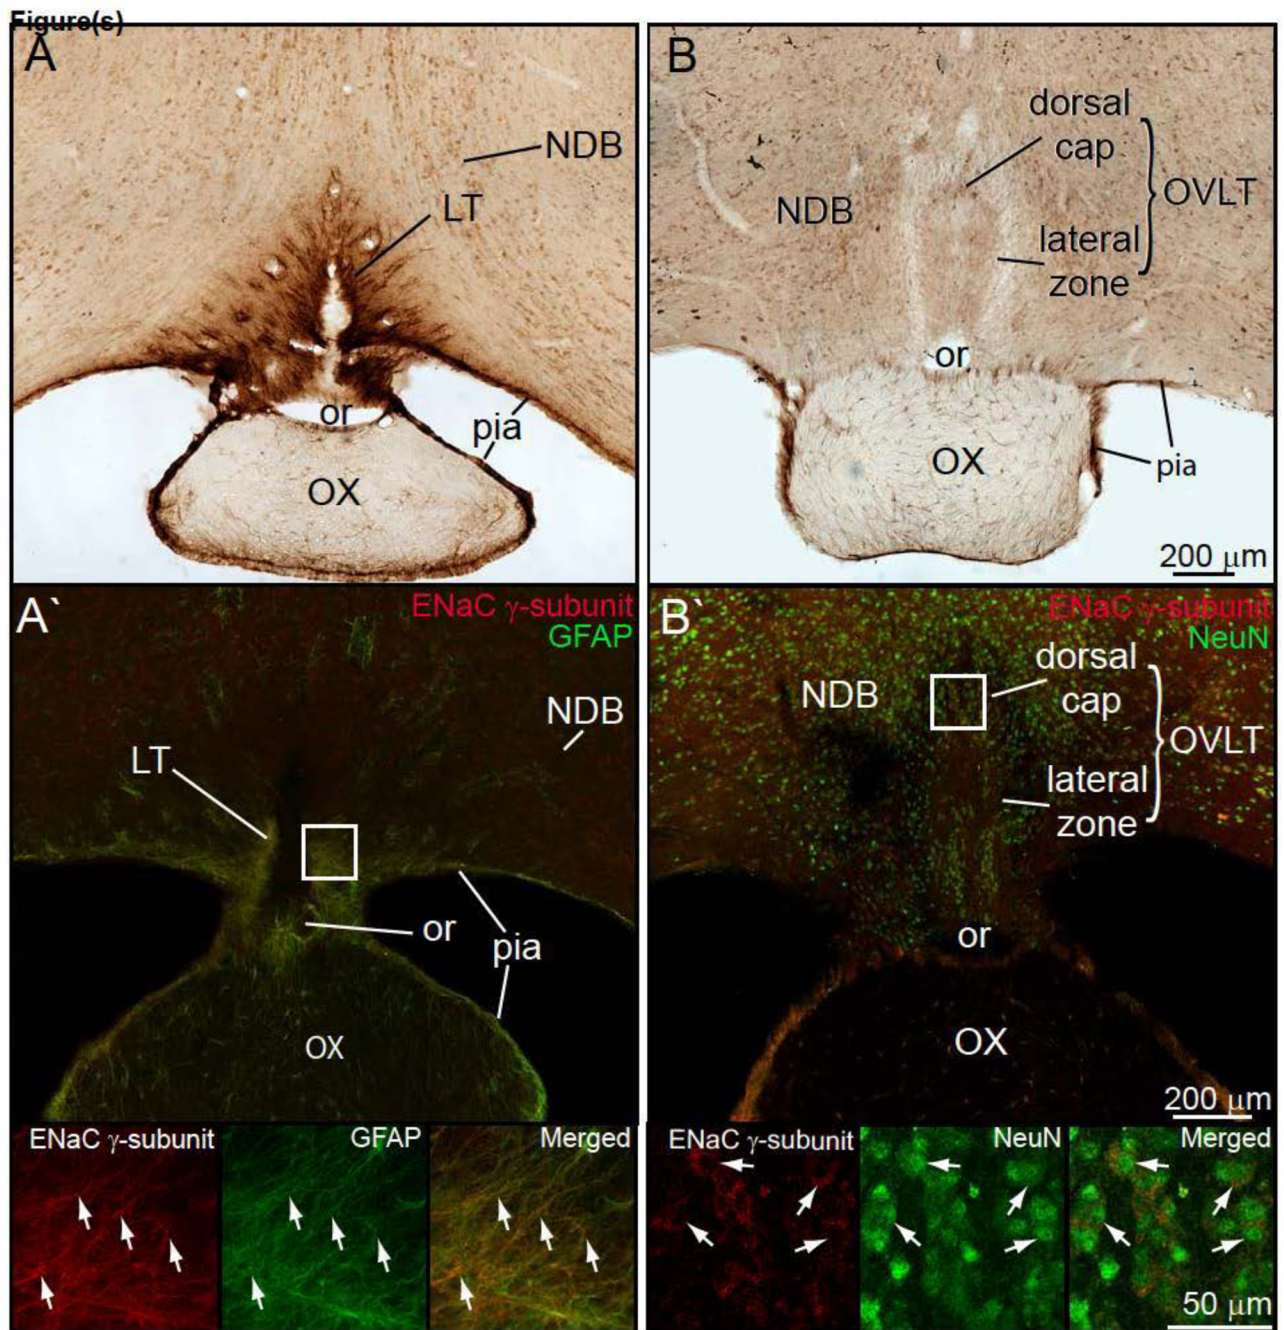 Figure(s)
A
NDB
LT
or
pia
OX
B
dorsal
cap
NDB
OVLT
lateral
zone
or
OX
pia
200 μm
A`
ENaC γ-subunit
GFAP
NDB
LT
or
pia
OX
B`
ENaC γ-subunit
NeuN
dorsal
cap
NDB
OVLT
lateral
zone
or
OX
200 μm
ENaC γ-subunit
GFAP
Merged
ENaC γ-subunit
NeuN
Merged
50 μm